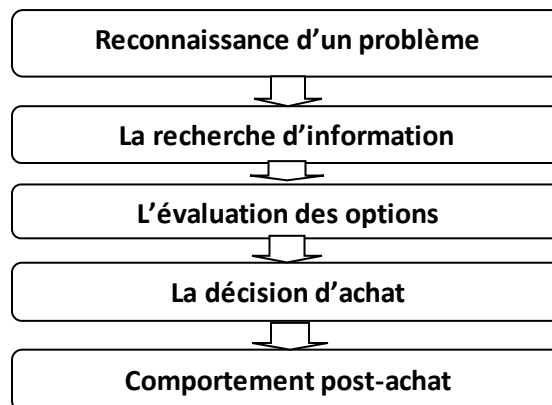 Reconnaissance d’un problème
La recherche d’information
L’évaluation des options
La décision d’achat
Comportement post-achat